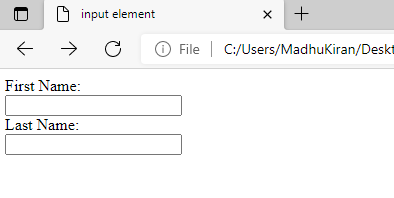 input element
File
C:/Users/MadhuKiran/Deskt
First Name:
Last Name: